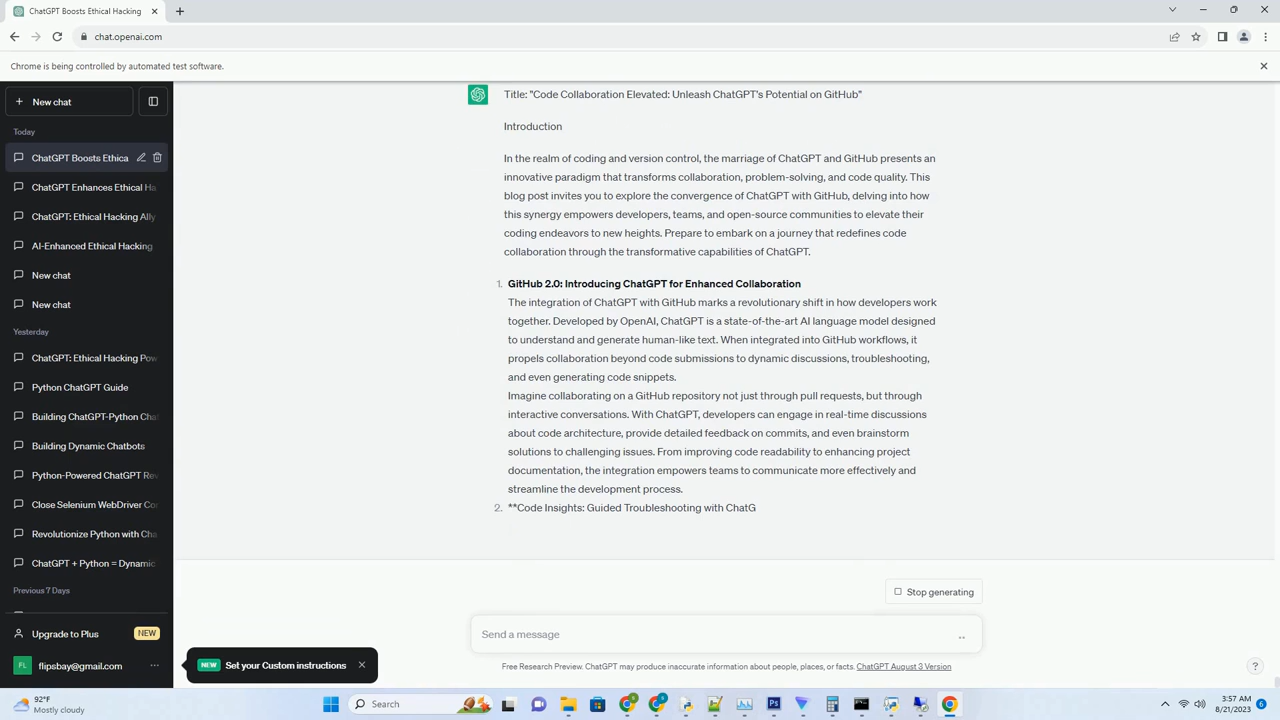 ChatGPT Boosts Ethical Hacking
chat.openai.com
Chrome is being controlled by automated test software.
New chat
Today
ChatGPT Boosts Ethica
ChatGPT Enhances Ethical Ha
ChatGPT: Ethical Hacking Ally
AI-Enhanced Ethical Hacking
New chat
New chat
Yesterday
ChatGPT: Ethical Hacking Pow
Python ChatGPT Guide
Building ChatGPT-Python Chat
Building Dynamic Chatbots
Python-Powered ChatGPT Rev
Close Selenium WebDriver Cor
Revolutionize Python with Cha
ChatGPT + Python = Dynamic
Previous 7 Days
Upgrade to Plus
NEW
FL
flipsbay@gmail.com
NEW Set your Custom instructions
Title: "Code Collaboration Elevated: Unleash ChatGPT's Potential on GitHub"
Introduction
In the realm of coding and version control, the marriage of ChatGPT and GitHub presents an
innovative paradigm that transforms collaboration, problem-solving, and code quality. This
blog post invites you to explore the convergence of ChatGPT with GitHub, delving into how
this synergy empowers developers, teams, and open-source communities to elevate their
coding endeavors to new heights. Prepare to embark on a journey that redefines code
collaboration through the transformative capabilities of ChatGPT.
1. GitHub 2.0: Introducing ChatGPT for Enhanced Collaboration
The integration of ChatGPT with GitHub marks a revolutionary shift in how developers work
together. Developed by OpenAI, ChatGPT is a state-of-the-art AI language model designed
to understand and generate human-like text. When integrated into GitHub workflows, it
propels collaboration beyond code submissions to dynamic discussions, troubleshooting,
and even generating code snippets.
Imagine collaborating on a GitHub repository not just through pull requests, but through
interactive conversations. With ChatGPT, developers can engage in real-time discussions
about code architecture, provide detailed feedback on commits, and even brainstorm
solutions to challenging issues. From improving code readability to enhancing project
documentation, the integration empowers teams to communicate more effectively and
streamline the development process.
2. **Code Insights: Guided Troubleshooting with ChatG
Stop generating
Send a message
Free Research Preview. ChatGPT may produce inaccurate information about people, places, or facts. ChatGPT August 3 Version
?
92°F
Mostly cloudy
Search
3:57 AM
8/21/2023